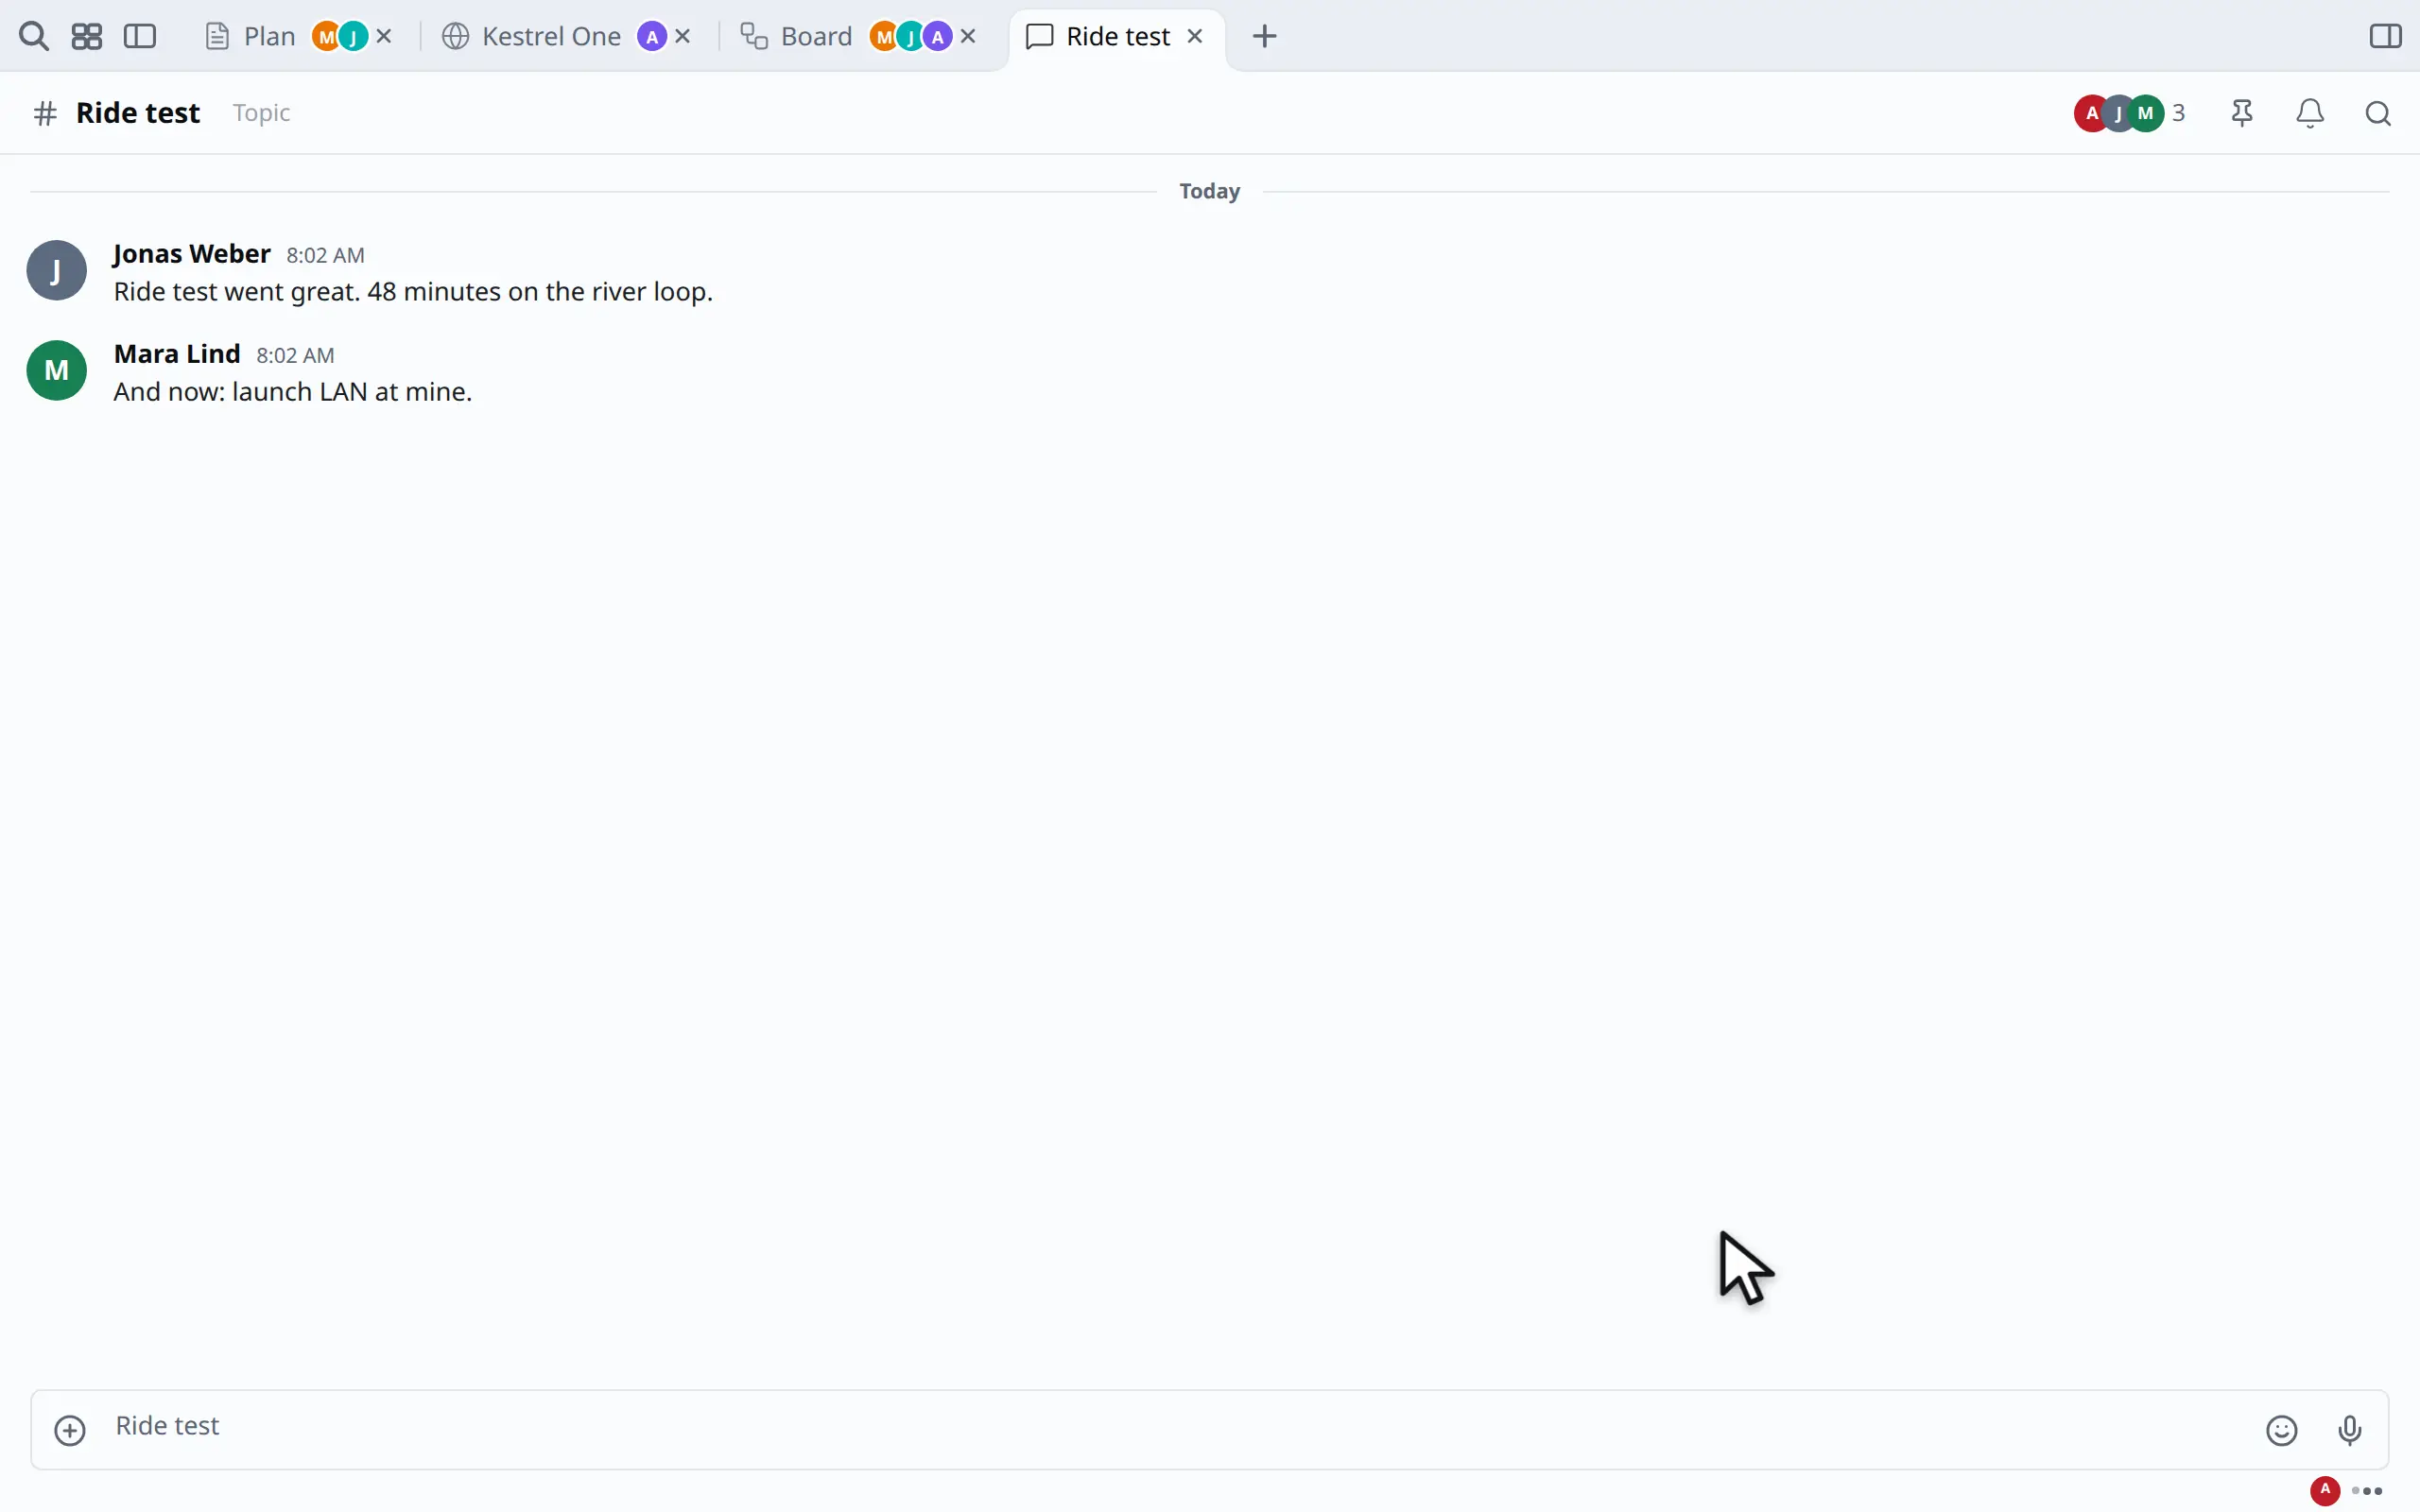 Plan M J
Kestrel One A
Board M J A
Ride test
# Ride test Topic
A J M 3
Today
J
Jonas Weber 8:02 AM
Ride test went great. 48 minutes on the river loop.
M
Mara Lind 8:02 AM
And now: launch LAN at mine.
Ride test
A